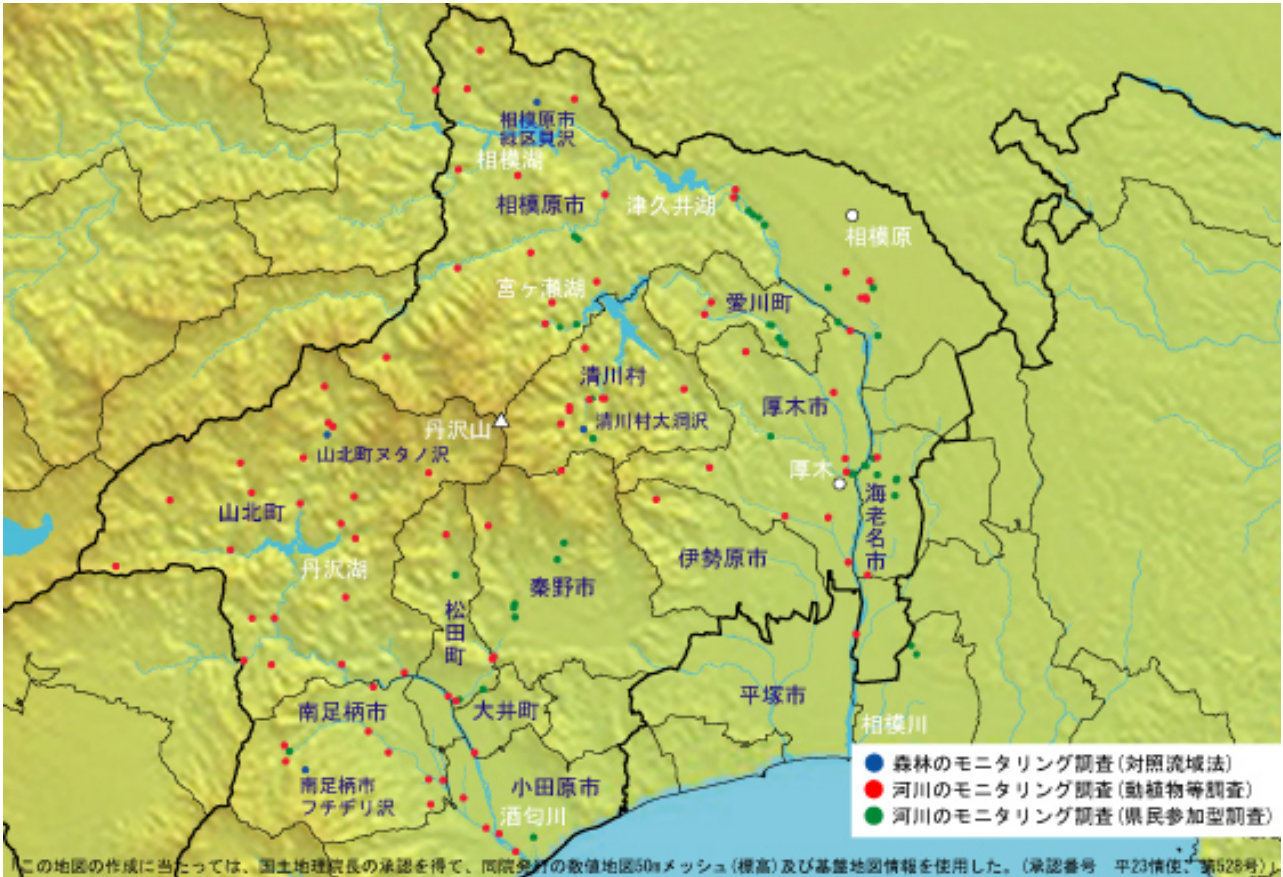 相模原市
緑区貝沢
相模湖
相模原市
津久井湖
相模原
宮ヶ瀬湖
愛川町
清川村
厚木市
丹沢山
清川村大洞沢
山北町ヌタノ沢
厚木
山北町
海老名市
伊勢原市
丹沢湖
秦野市
松田町
平塚市
南足柄市
大井町
相模川
南足柄市
フチヂリ沢
小田原市
酒匂川
森林のモニタリング調査(対照流域法)
河川のモニタリング調査(動植物等調査)
河川のモニタリング調査(県民参加型調査)
「この地図の作成に当たっては、国土地理院長の承認を得て、同院発行の数値地図50mメッシュ(標高)及び基盤地図情報を使用した。(承認番号　平23情使、第528号)」